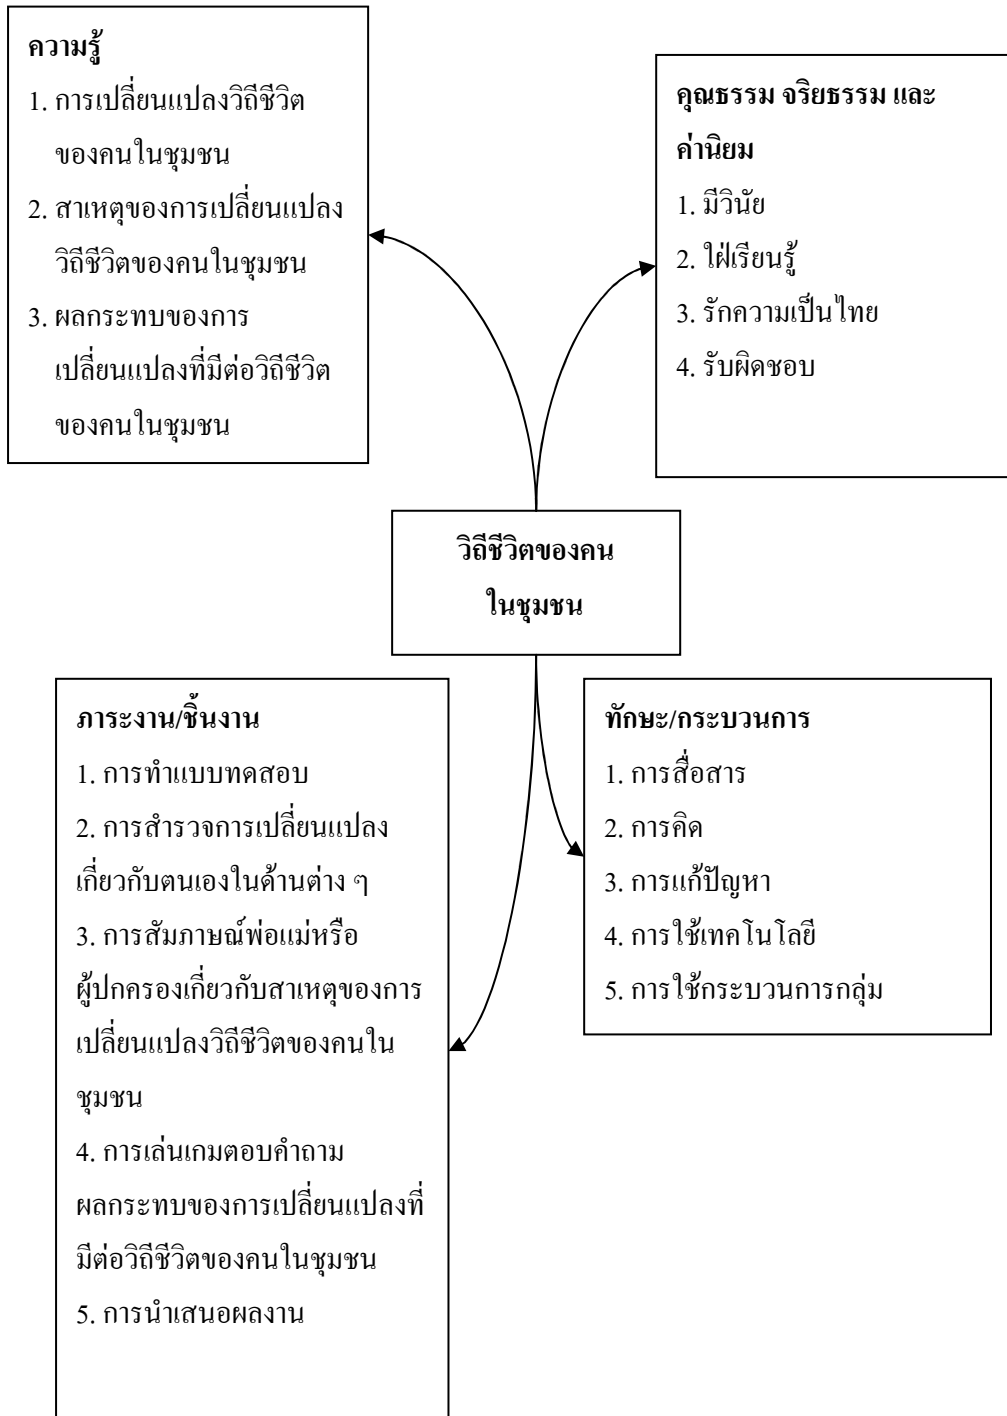 ความรู้
1. การเปลี่ยนแปลงวิถีชีวิต
ของคนในชุมชน
2. สาเหตุของการเปลี่ยนแปลง
วิถีชีวิตของคนในชุมชน
3. ผลกระทบของการ
เปลี่ยนแปลงที่มีต่อวิถีชีวิต
ของคนในชุมชน
คุณธรรม จริยธรรม และ
ค่านิยม
1. มีวินัย
2. ใฝ่เรียนรู้
3. รักความเป็นไทย
4. รับผิดชอบ
วิถีชีวิตของคน
ในชุมชน
ภาระงาน/ชิ้นงาน
1. การทำแบบทดสอบ
2. การสำรวจการเปลี่ยนแปลง
เกี่ยวกับตนเองในด้านต่าง ๆ
3. การสัมภาษณ์พ่อแม่หรือ
ผู้ปกครองเกี่ยวกับสาเหตุของการ
เปลี่ยนแปลงวิถีชีวิตของคนใน
ชุมชน
4. การเล่นเกมตอบคำถาม
ผลกระทบของการเปลี่ยนแปลงที่
มีต่อวิถีชีวิตของคนในชุมชน
5. การนำเสนอผลงาน
ทักษะ/กระบวนการ
1. การสื่อสาร
2. การคิด
3. การแก้ปัญหา
4. การใช้เทคโนโลยี
5. การใช้กระบวนการกลุ่ม